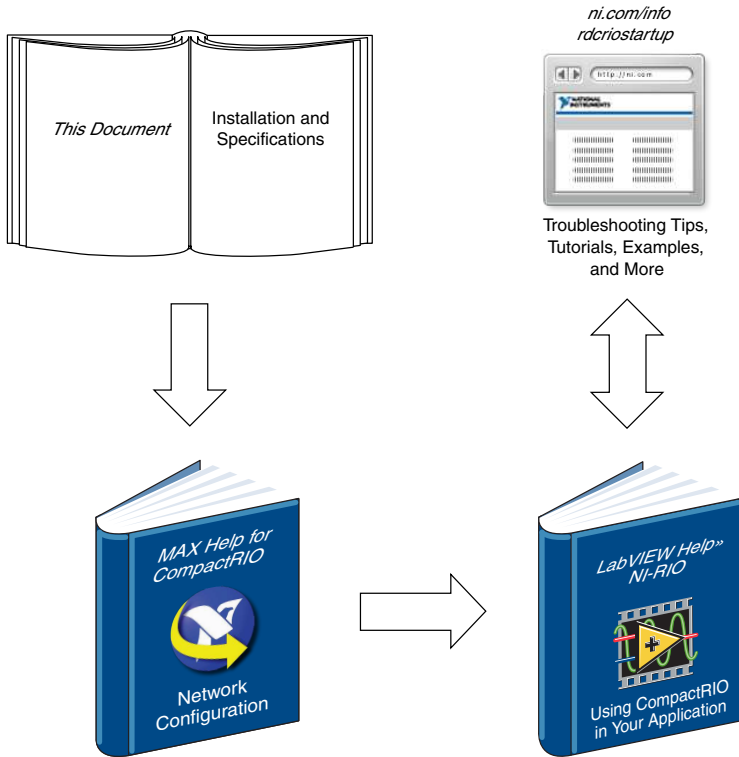 This Document
Installation and
Specifications
ni.com/info
rdcriostartup
http://ni.com
NATIONAL
INSTRUMENTS
Troubleshooting Tips,
Tutorials, Examples,
and More
MAX Help for
CompactRIO
Network
Configuration
LabVIEW Help»
NI-RIO
Using CompactRIO
in Your Application